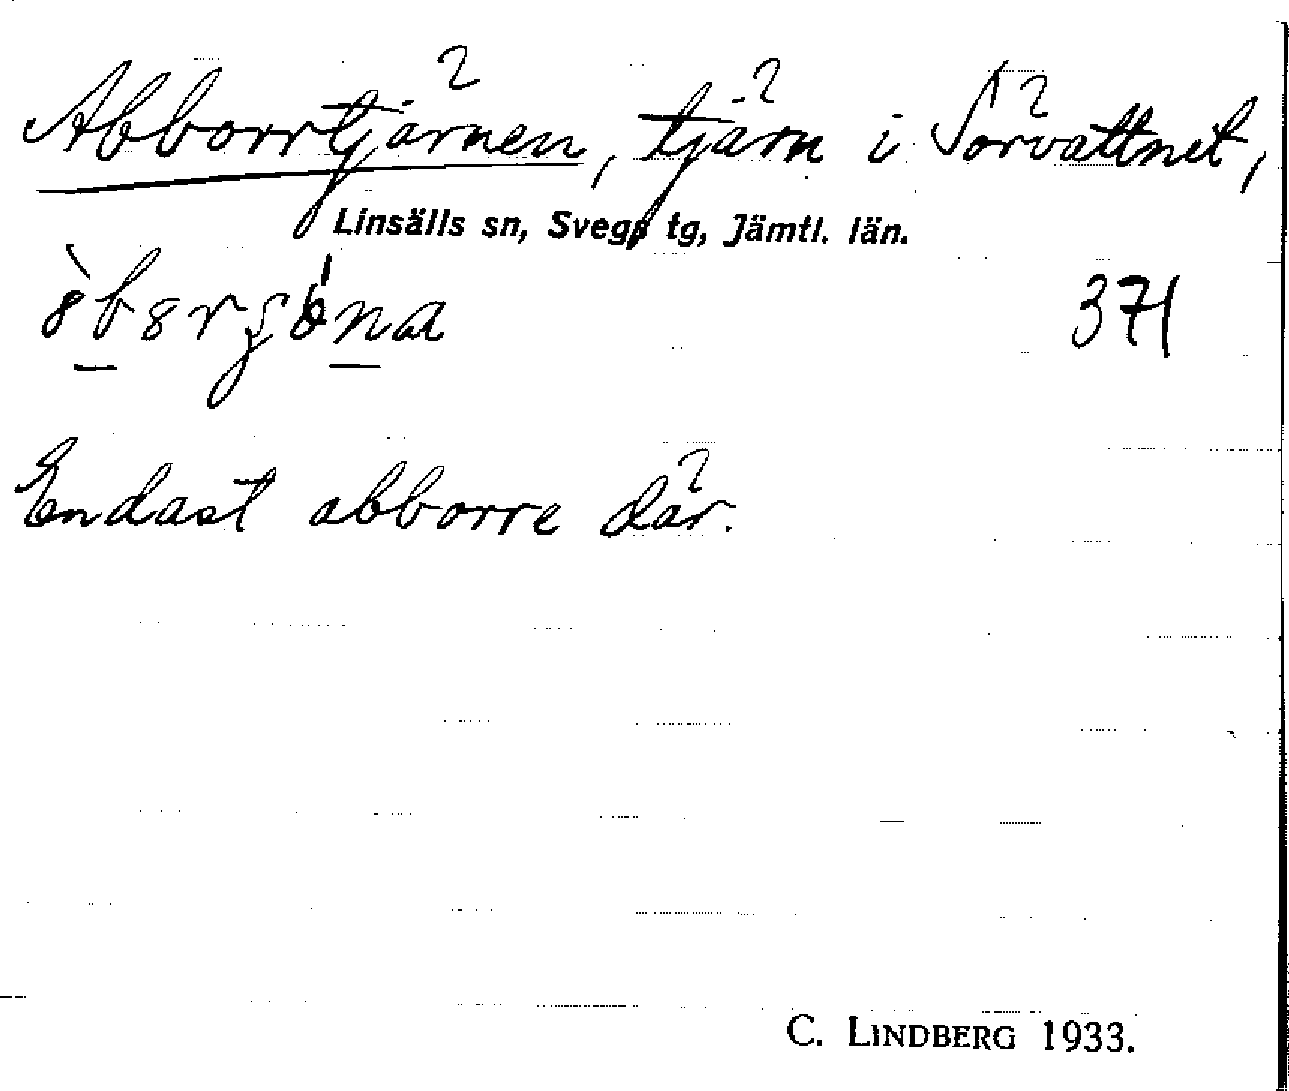 Abborrtjärnen, tjärn i Sörvattnet,
Linsälls sn, Svegs tg, Jämtl. län.
371
Endast abborre där.
C. LINDBERG 1933.